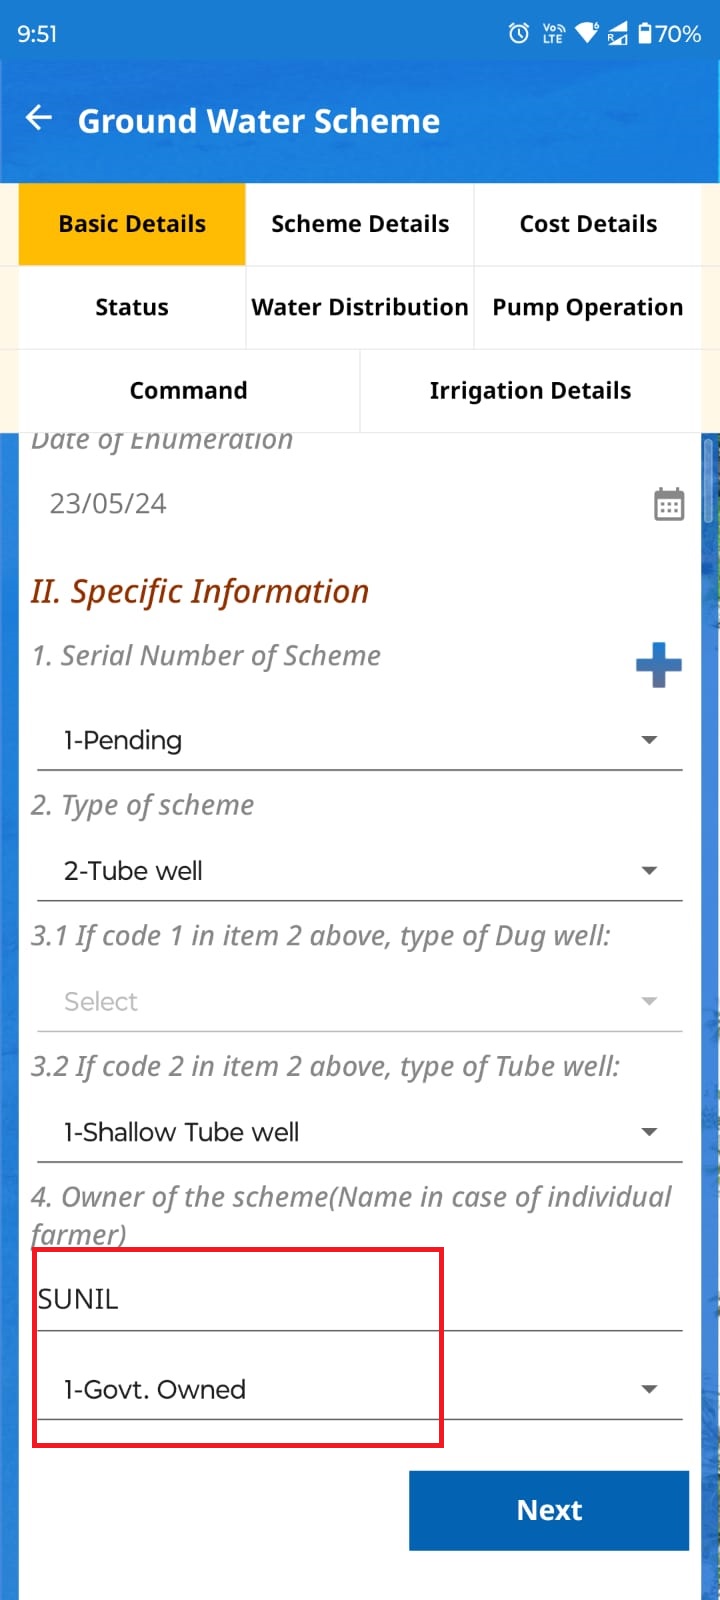 9:51
Vo)) LTE
6
R
70%
Ground Water Scheme
Basic Details
Scheme Details
Cost Details
Status
Water Distribution
Pump Operation
Command
Irrigation Details
Date of Enumeration
23/05/24
II. Specific Information
1. Serial Number of Scheme
1-Pending
2. Type of scheme
2-Tube well
3.1 If code 1 in item 2 above, type of Dug well:
Select
3.2 If code 2 in item 2 above, type of Tube well:
1-Shallow Tube well
4. Owner of the scheme(Name in case of individual
farmer)
SUNIL
1-Govt. Owned
Next